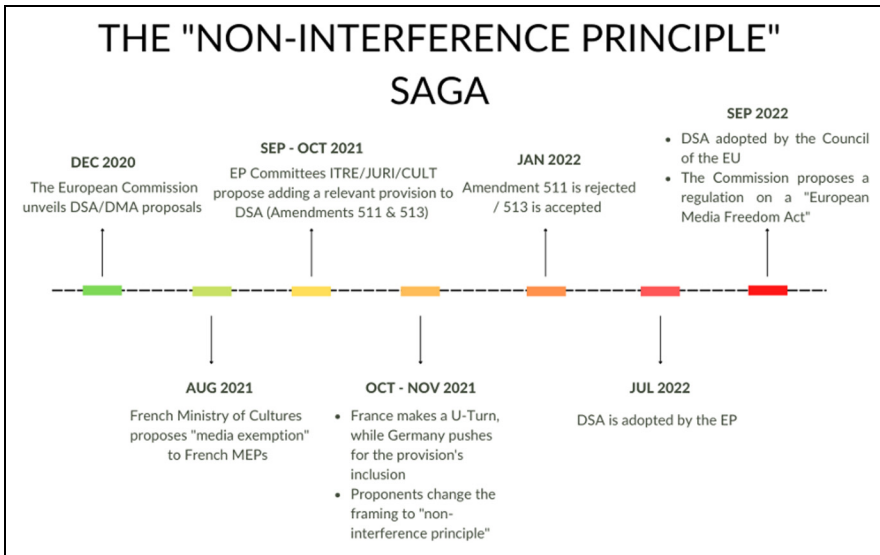 THE "NON-INTERFERENCE PRINCIPLE"
SAGA
DEC 2020
The European Commission
unveils DSA/DMA proposals
AUG 2021
French Ministry of Cultures
proposes "media exemption"
to French MEPs
SEP - OCT 2021
EP Committees ITRE/JURI/CULT
propose adding a relevant provision to
DSA (Amendments 511 & 513)
OCT - NOV 2021
• France makes a U-Turn,
while Germany pushes
for the provision's
inclusion
• Proponents change the
framing to "non-
interference principle"
JAN 2022
Amendment 511 is rejected
/ 513 is accepted
JUL 2022
DSA is adopted by the EP
SEP 2022
• DSA adopted by the Council
of the EU
• The Commission proposes a
regulation on a "European
Media Freedom Act"